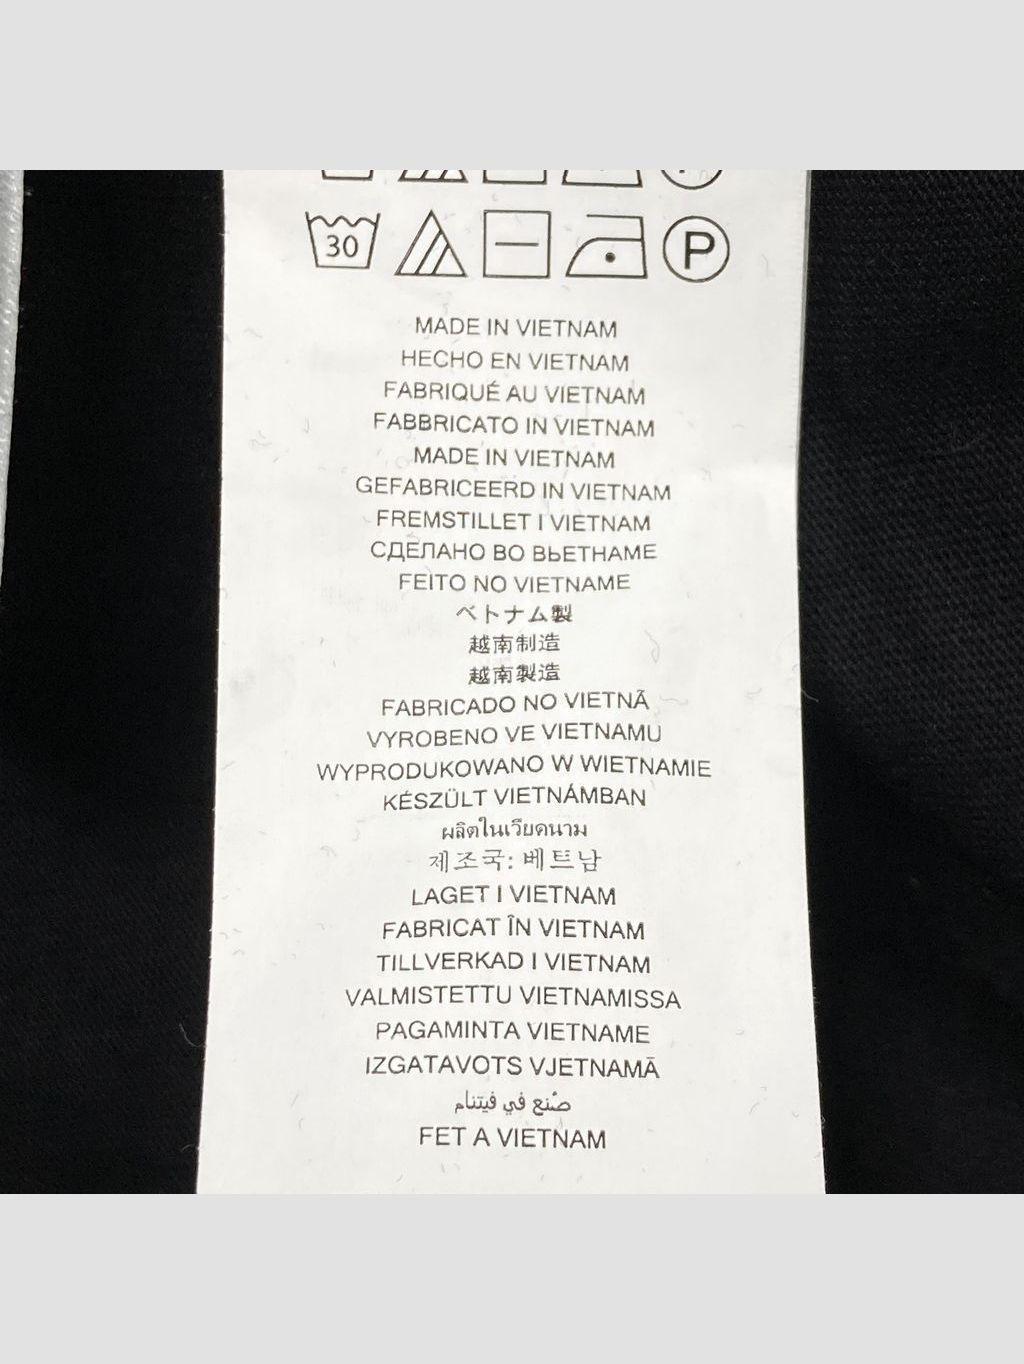 30 P
MADE IN VIETNAM
HECHO EN VIETNAM
FABRIQUÉ AU VIETNAM
FABBRICATO IN VIETNAM
MADE IN VIETNAM
GEFABRICEERD IN VIETNAM
FREMSTILLET I VIETNAM
СДЕЛАНО ВО ВЬЕТНАМЕ
FEITO NO VIETNAME
ベトナム製
越南制造
越南製造
FABRICADO NO VIETNÃ
VYROBENO VE VIETNAMU
WYPRODUKOWANO W WIETNAMIE
KÉSZÜLT VIETNÁMBAN
ผลิตในเวียดนาม
제조국: 베트남
LAGET I VIETNAM
FABRICAT ÎN VIETNAM
TILLVERKAD I VIETNAM
VALMISTETTU VIETNAMISSA
PAGAMINTA VIETNAME
IZGATAVOTS VJETNAMĀ
صُنع في فيتنام
FET A VIETNAM